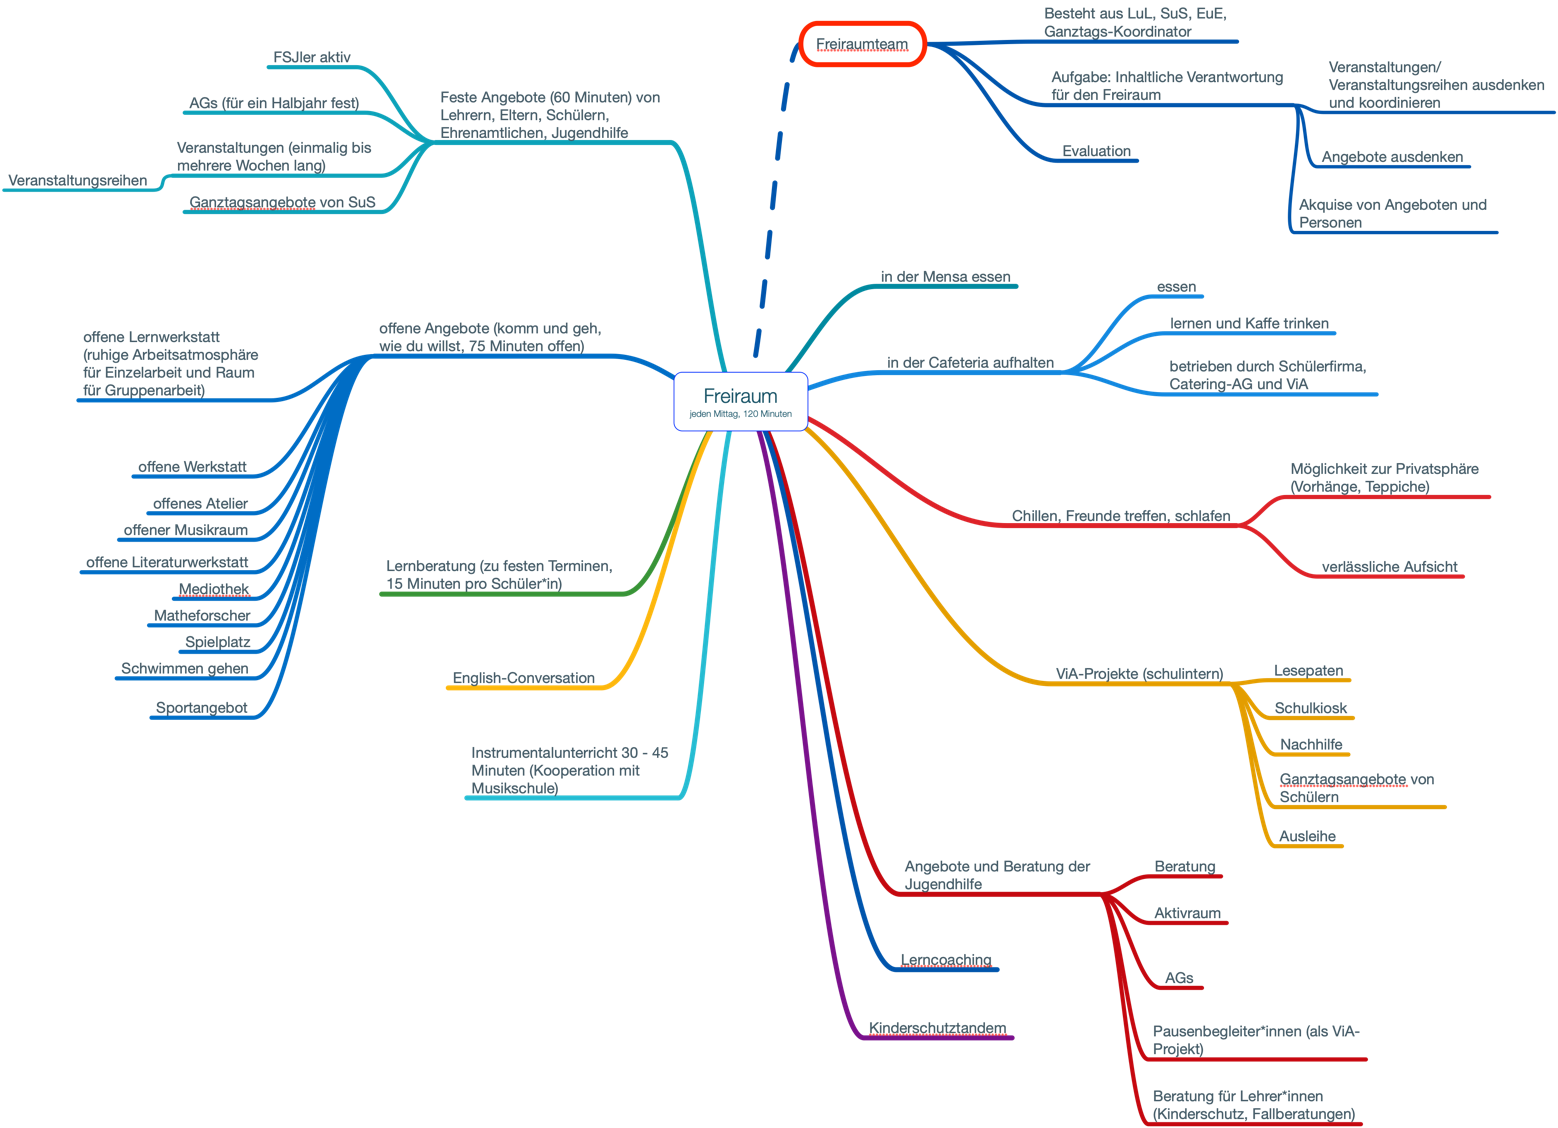 Freiraum
jeden Mittag, 120 Minuten
Freiraumteam
Besteht aus LuL, SuS, EuE,
Ganztags-Koordinator
Aufgabe: Inhaltliche Verantwortung
für den Freiraum
Veranstaltungen/
Veranstaltungsreihen ausdenken
und koordinieren
Angebote ausdenken
Akquise von Angeboten und
Personen
Evaluation
in der Mensa essen
in der Cafeteria aufhalten
essen
lernen und Kaffe trinken
betrieben durch Schülerfirma,
Catering-AG und ViA
Chillen, Freunde treffen, schlafen
Möglichkeit zur Privatsphäre
(Vorhänge, Teppiche)
verlässliche Aufsicht
ViA-Projekte (schulintern)
Lesepaten
Schulkiosk
Nachhilfe
Ganztagsangebote von
Schülern
Ausleihe
Angebote und Beratung der
Jugendhilfe
Beratung
Aktivraum
AGs
Pausenbegleiter*innen (als ViA-
Projekt)
Beratung für Lehrer*innen
(Kinderschutz, Fallberatungen)
Lerncoaching
Kinderschutztandem
Instrumentalunterricht 30 - 45
Minuten (Kooperation mit
Musikschule)
English-Conversation
Lernberatung (zu festen Terminen,
15 Minuten pro Schüler*in)
offene Angebote (komm und geh,
wie du willst, 75 Minuten offen)
offene Lernwerkstatt
(ruhige Arbeitsatmosphäre
für Einzelarbeit und Raum
für Gruppenarbeit)
offene Werkstatt
offenes Atelier
offener Musikraum
offene Literaturwerkstatt
Mediothek
Matheforscher
Spielplatz
Schwimmen gehen
Sportangebot
Feste Angebote (60 Minuten) von
Lehrern, Eltern, Schülern,
Ehrenamtlichen, Jugendhilfe
FSJler aktiv
AGs (für ein Halbjahr fest)
Veranstaltungen (einmalig bis
mehrere Wochen lang)
Veranstaltungsreihen
Ganztagsangebote von SuS